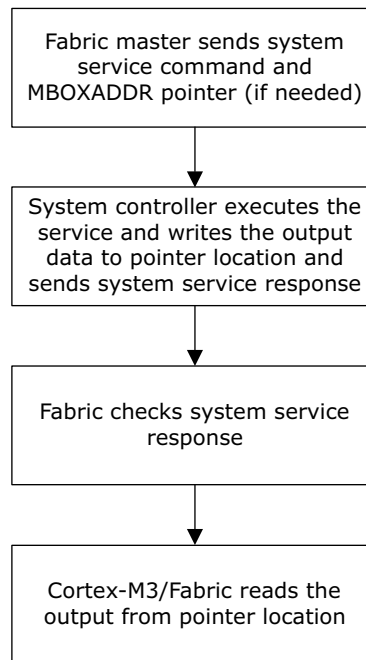 Fabric master sends system
service command and
MBOXADDR pointer (if needed)
System controller executes the
service and writes the output
data to pointer location and
sends system service response
Fabric checks system service
response
Cortex-M3/Fabric reads the
output from pointer location